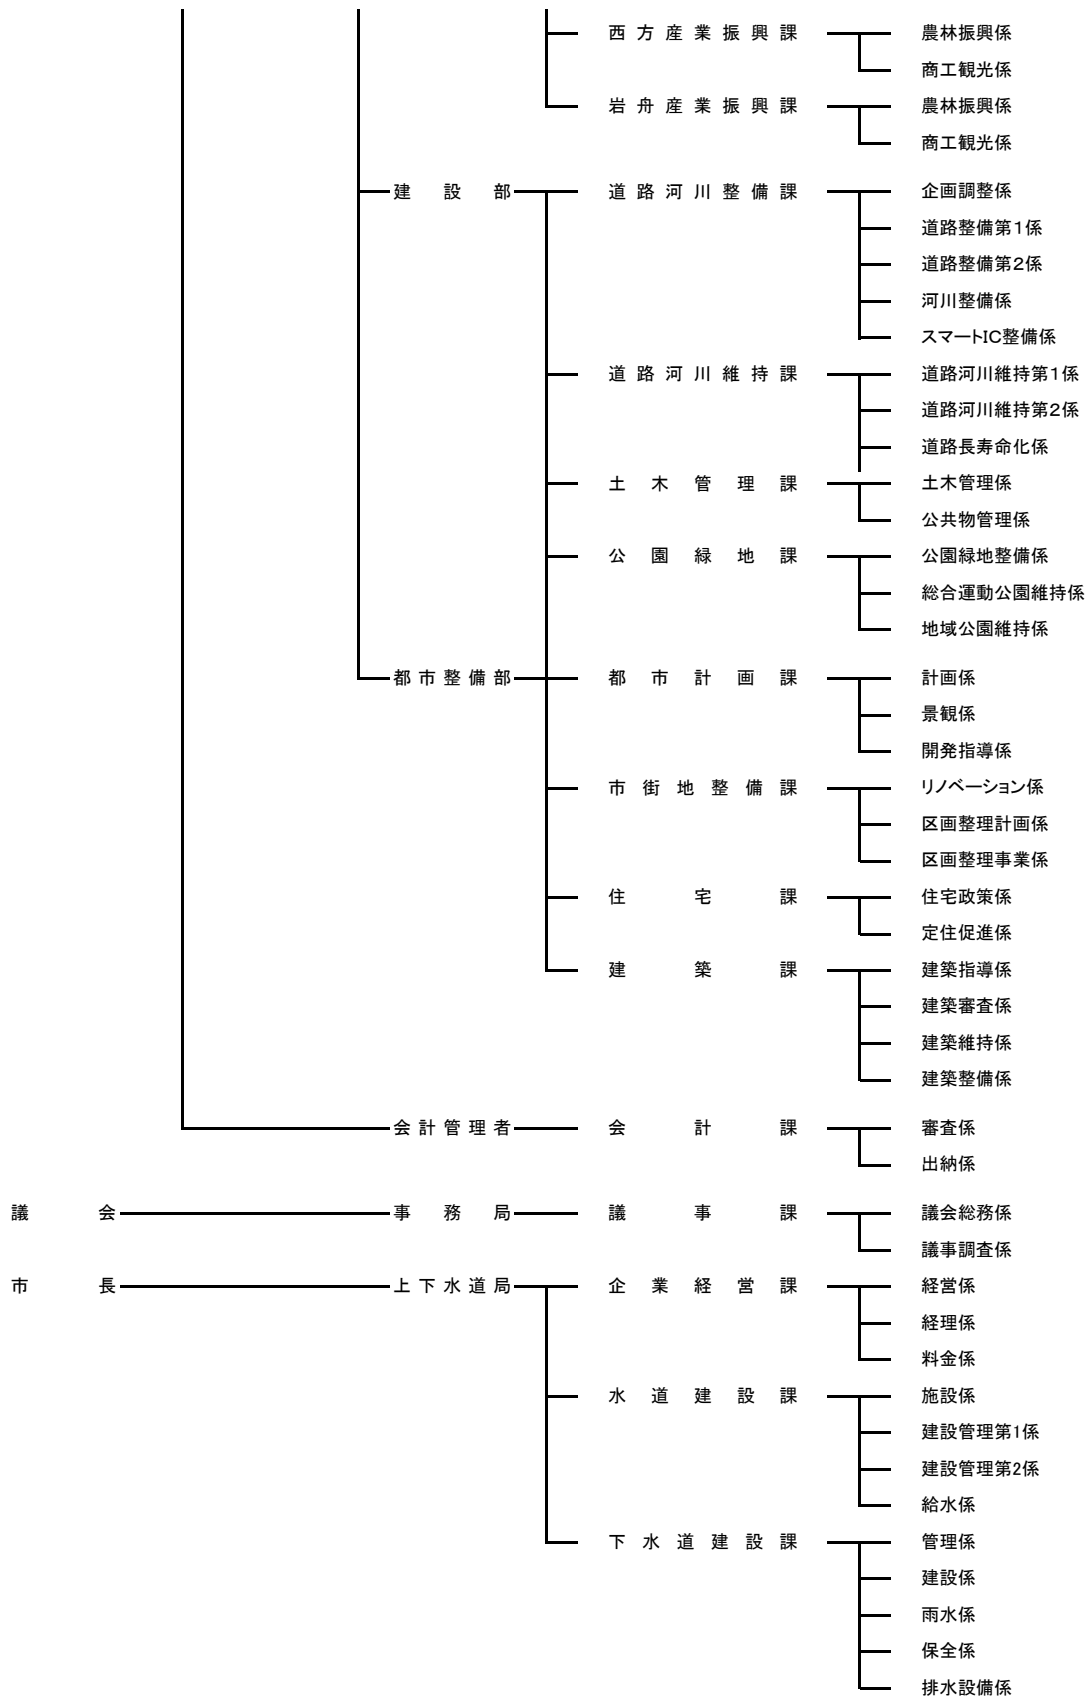 西方産業振興課 農林振興係
商工観光係
岩舟産業振興課 農林振興係
商工観光係
建設部 道路河川整備課 企画調整係
道路整備第1係
道路整備第2係
河川整備係
スマートIC整備係
道路河川維持課 道路河川維持第1係
道路河川維持第2係
道路長寿命化係
土木管理課 土木管理係
公共物管理係
公園緑地課 公園緑地整備係
総合運動公園維持係
地域公園維持係
都市整備部 都市計画課 計画係
景観係
開発指導係
市街地整備課 リノベーション係
区画整理計画係
区画整理事業係
住宅課 住宅政策係
定住促進係
建築課 建築指導係
建築審査係
建築維持係
建築整備係
会計管理者 会計課 審査係
出納係
議会 事務局 議事課 議会総務係
議事調査係
市長 上下水道局 企業経営課 経営係
経理係
料金係
水道建設課 施設係
建設管理第1係
建設管理第2係
給水係
下水道建設課 管理係
建設係
雨水係
保全係
排水設備係